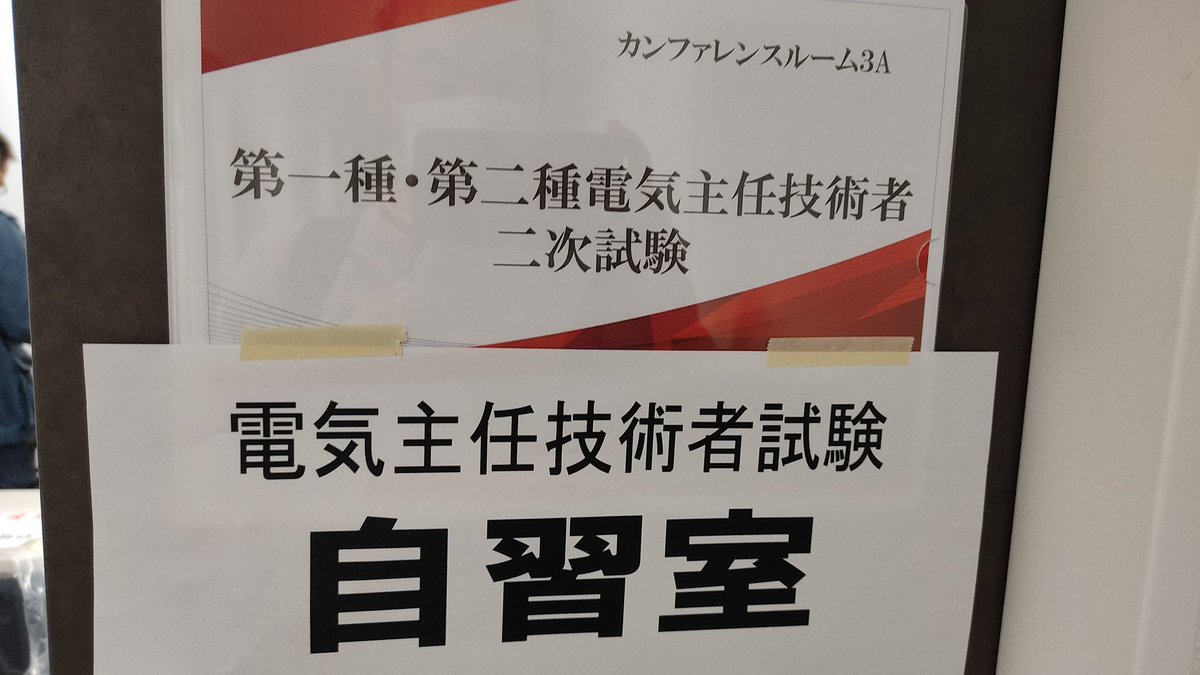 カンファレンスルーム3A
第一種・第二種電気主任技術者
二次試験
電気主任技術者試験
自習室